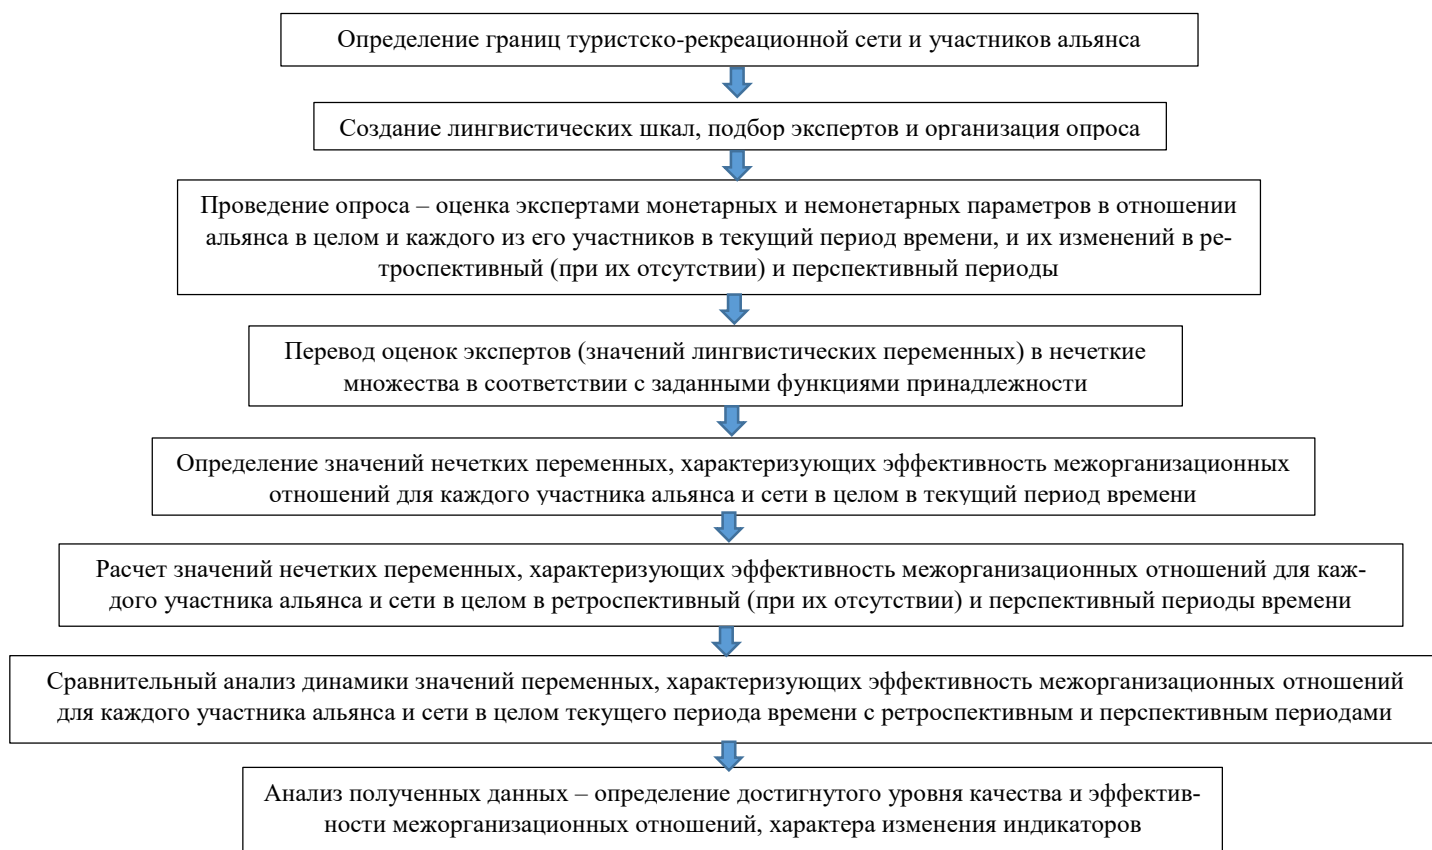 Определение границ туристско-рекреационной сети и участников альянса
Создание лингвистических шкал, подбор экспертов и организация опроса
Проведение опроса – оценка экспертами монетарных и немонетарных параметров в отношении
альянса в целом и каждого из его участников в текущий период времени, и их изменений в ре-
троспективный (при их отсутствии) и перспективный периоды
Перевод оценок экспертов (значений лингвистических переменных) в нечеткие
множества в соответствии с заданными функциями принадлежности
Определение значений нечетких переменных, характеризующих эффективность межорганизационных
отношений для каждого участника альянса и сети в целом в текущий период времени
Расчет значений нечетких переменных, характеризующих эффективность межорганизационных отношений для каж-
дого участника альянса и сети в целом в ретроспективный (при их отсутствии) и перспективный периоды времени
Сравнительный анализ динамики значений переменных, характеризующих эффективность межорганизационных отношений
для каждого участника альянса и сети в целом текущего периода времени с ретроспективным и перспективным периодами
Анализ полученных данных – определение достигнутого уровня качества и эффектив-
ности межорганизационных отношений, характера изменения индикаторов